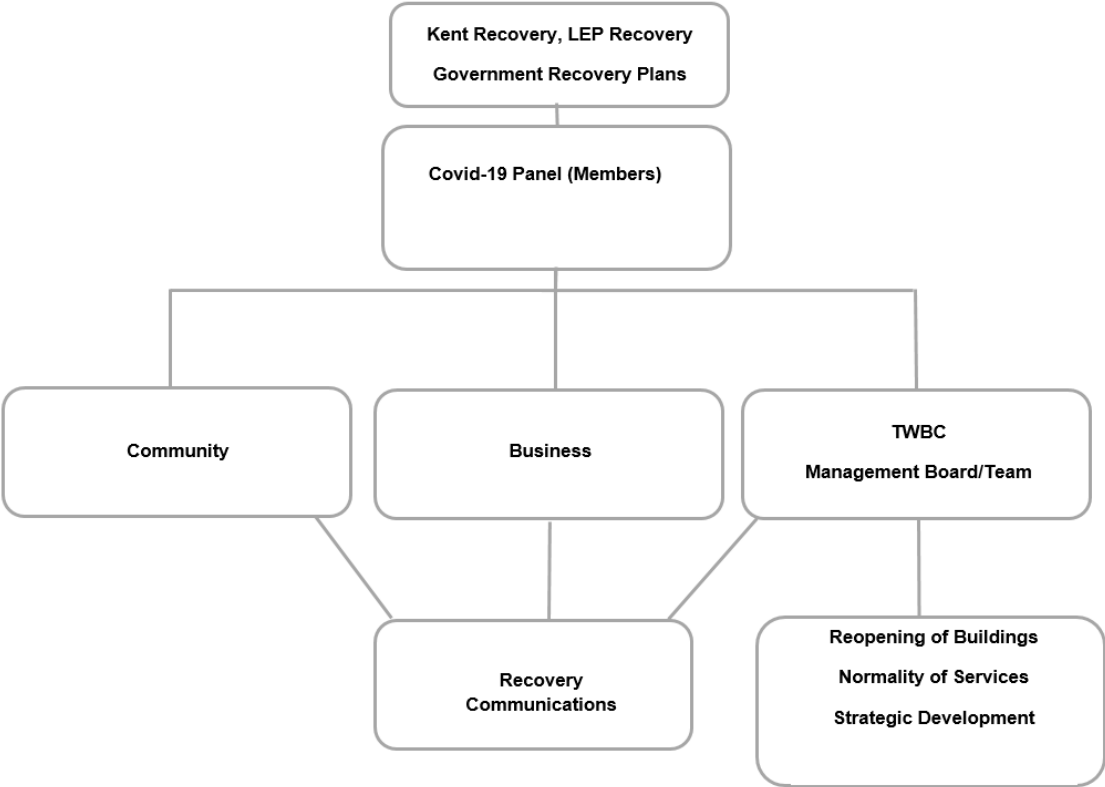 Kent Recovery, LEP Recovery
Government Recovery Plans
Covid-19 Panel (Members)
Community
Business
TWBC
Management Board/Team
Recovery
Communications
Reopening of Buildings
Normality of Services
Strategic Development